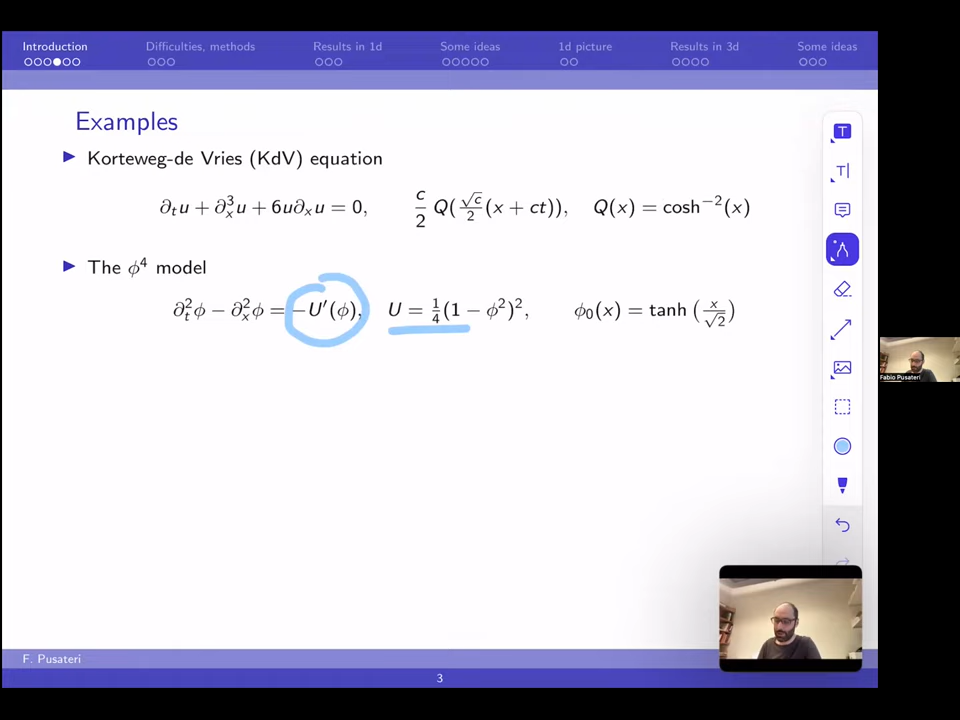 Introduction
Difficulties, methods
Results in 1d
Some ideas
1d picture
Results in 3d
Some ideas
Examples
Korteweg-de Vries (KdV) equation
∂ₜu + ∂ₓ³u + 6u∂ₓu = 0, c/2 Q(√c/2 (x + ct)), Q(x) = cosh⁻²(x)
The ϕ⁴ model
∂ₜ²ϕ − ∂ₓ²ϕ = −U′(ϕ), U = 1/4(1 − ϕ²)², ϕ₀(x) = tanh(x/√2)
T
T
Fabio Pusateri
F. Pusateri
3